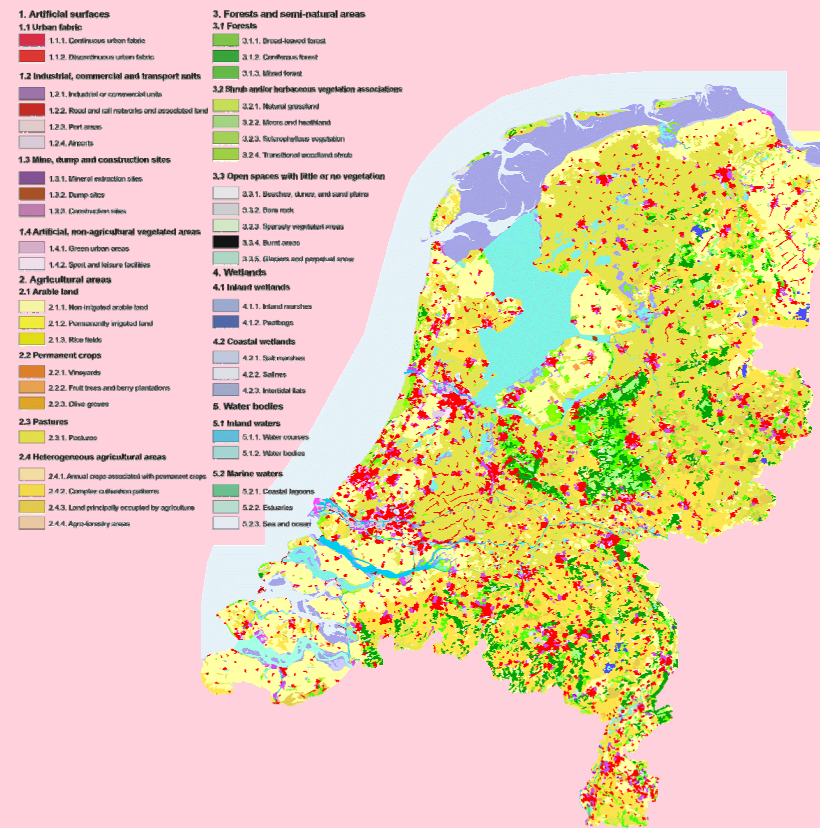 1. Artificial surfaces
1.1 Urban fabric
1.1.1. Continuous urban fabric
1.1.2. Discontinuous urban fabric
1.2 Industrial, commercial and transport units
1.2.1. Industrial or commercial units
1.2.2. Road and rail networks and associated land
1.2.3. Port areas
1.2.4. Airports
1.3 Mine, dump and construction sites
1.3.1. Mineral extraction sites
1.3.2. Dump sites
1.3.3. Construction sites
1.4 Artificial, non-agricultural vegetated areas
1.4.1. Green urban areas
1.4.2. Sport and leisure facilities
2. Agricultural areas
2.1 Arable land
2.1.1. Non-irrigated arable land
2.1.2. Permanently irrigated land
2.1.3. Rice fields
2.2 Permanent crops
2.2.1. Vineyards
2.2.2. Fruit trees and berry plantations
2.2.3. Olive groves
2.3 Pastures
2.3.1. Pastures
2.4 Heterogeneous agricultural areas
2.4.1. Annual crops associated with permanent crops
2.4.2. Complex cultivation patterns
2.4.3. Land principally occupied by agriculture
2.4.4. Agro-forestry areas
3. Forests and semi-natural areas
3.1 Forests
3.1.1. Broad-leaved forest
3.1.2. Coniferous forest
3.1.3. Mixed forest
3.2 Shrub and/or herbaceous vegetation associations
3.2.1. Natural grassland
3.2.2. Moors and heathland
3.2.3. Sclerophyllous vegetation
3.2.4. Transitional woodland shrub
3.3 Open spaces with little or no vegetation
3.3.1. Beaches, dunes, and sand plains
3.3.2. Bare rock
3.3.3. Sparsely vegetated areas
3.3.4. Burnt areas
3.3.5. Glaciers and perpetual snow
4. Wetlands
4.1 Inland wetlands
4.1.1. Inland marshes
4.1.2. Peatbogs
4.2 Coastal wetlands
4.2.1. Salt marshes
4.2.2. Salines
4.2.3. Intertidal flats
5. Water bodies
5.1 Inland waters
5.1.1. Water courses
5.1.2. Water bodies
5.2 Marine waters
5.2.1. Coastal lagoons
5.2.2. Estuaries
5.2.3. Sea and ocean